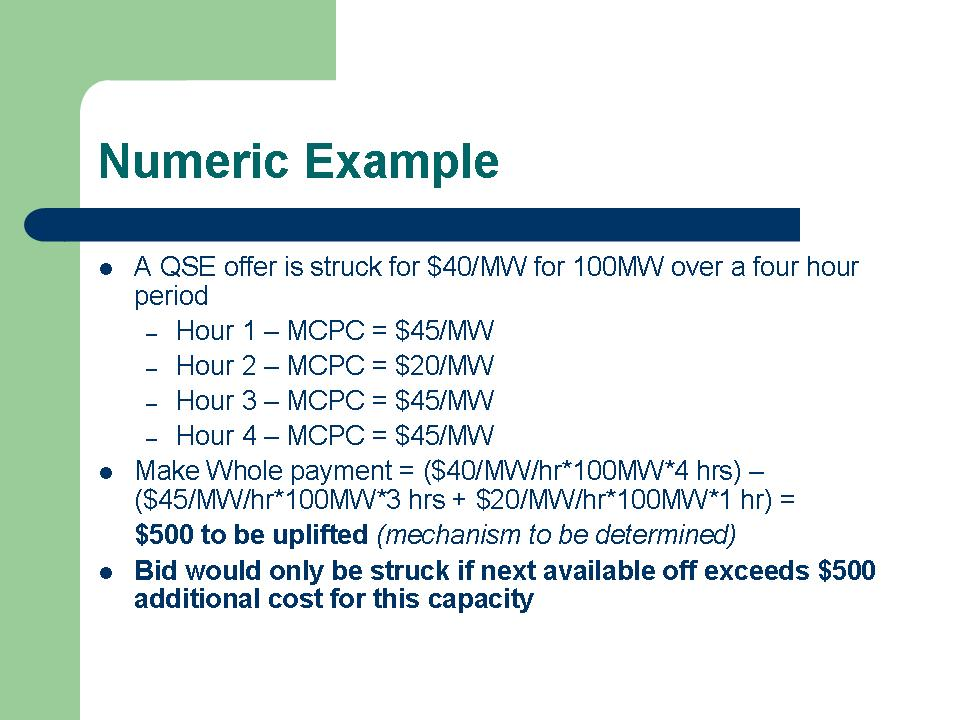 Numeric Example
A QSE offer is struck for $40/MW for 100MW over a four hour
period
– Hour 1 – MCPC = $45/MW
– Hour 2 – MCPC = $20/MW
– Hour 3 – MCPC = $45/MW
– Hour 4 – MCPC = $45/MW
Make Whole payment = ($40/MW/hr*100MW*4 hrs) –
($45/MW/hr*100MW*3 hrs + $20/MW/hr*100MW*1 hr) =
$500 to be uplifted (mechanism to be determined)
Bid would only be struck if next available off exceeds $500
additional cost for this capacity